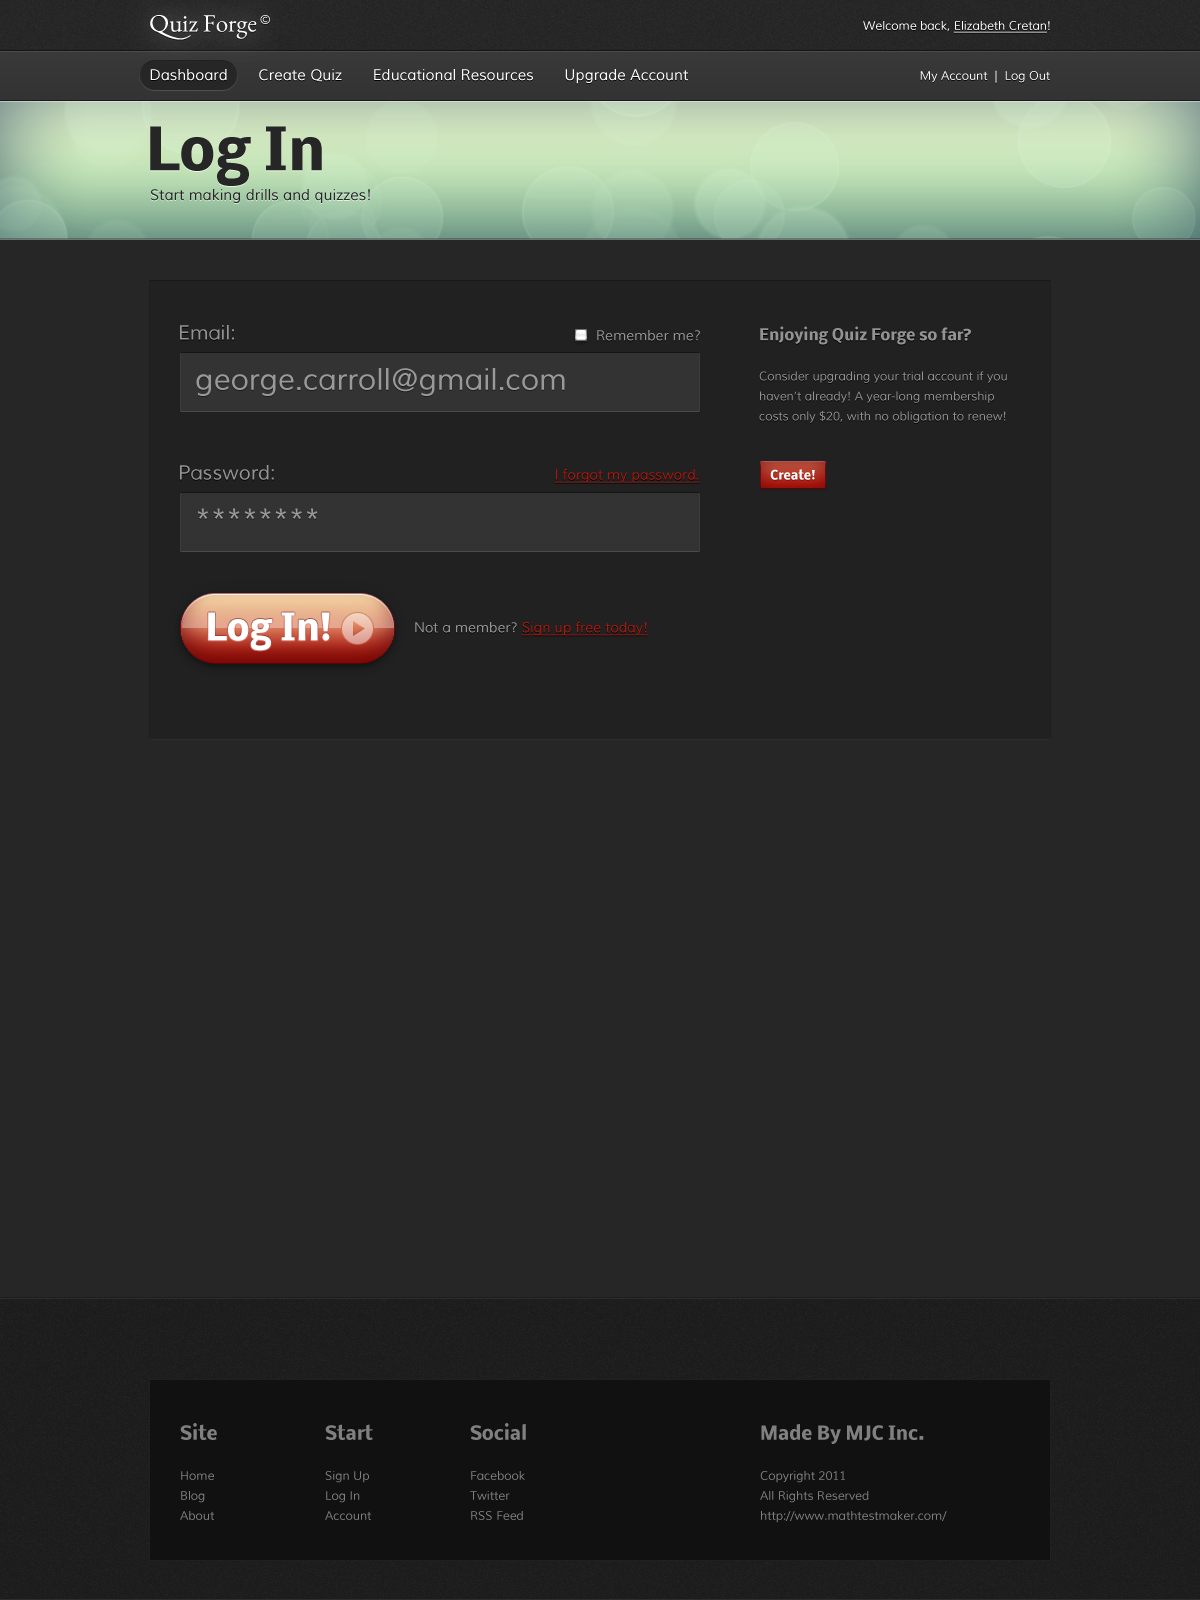 Quiz Forge©
Welcome back, Elizabeth Cretan!
Dashboard Create Quiz Educational Resources Upgrade Account
My Account | Log Out
Log In
Start making drills and quizzes!
Email:
Remember me?
george.carroll@gmail.com
Password:
I forgot my password.
********
Log In!
Not a member? Sign up free today!
Enjoying Quiz Forge so far?
Consider upgrading your trial account if you
haven't already! A year-long membership
costs only $20, with no obligation to renew!
Create!
Site
Home
Blog
About
Start
Sign Up
Log In
Account
Social
Facebook
Twitter
RSS Feed
Made By MJC Inc.
Copyright 2011
All Rights Reserved
http://www.mathtestmaker.com/